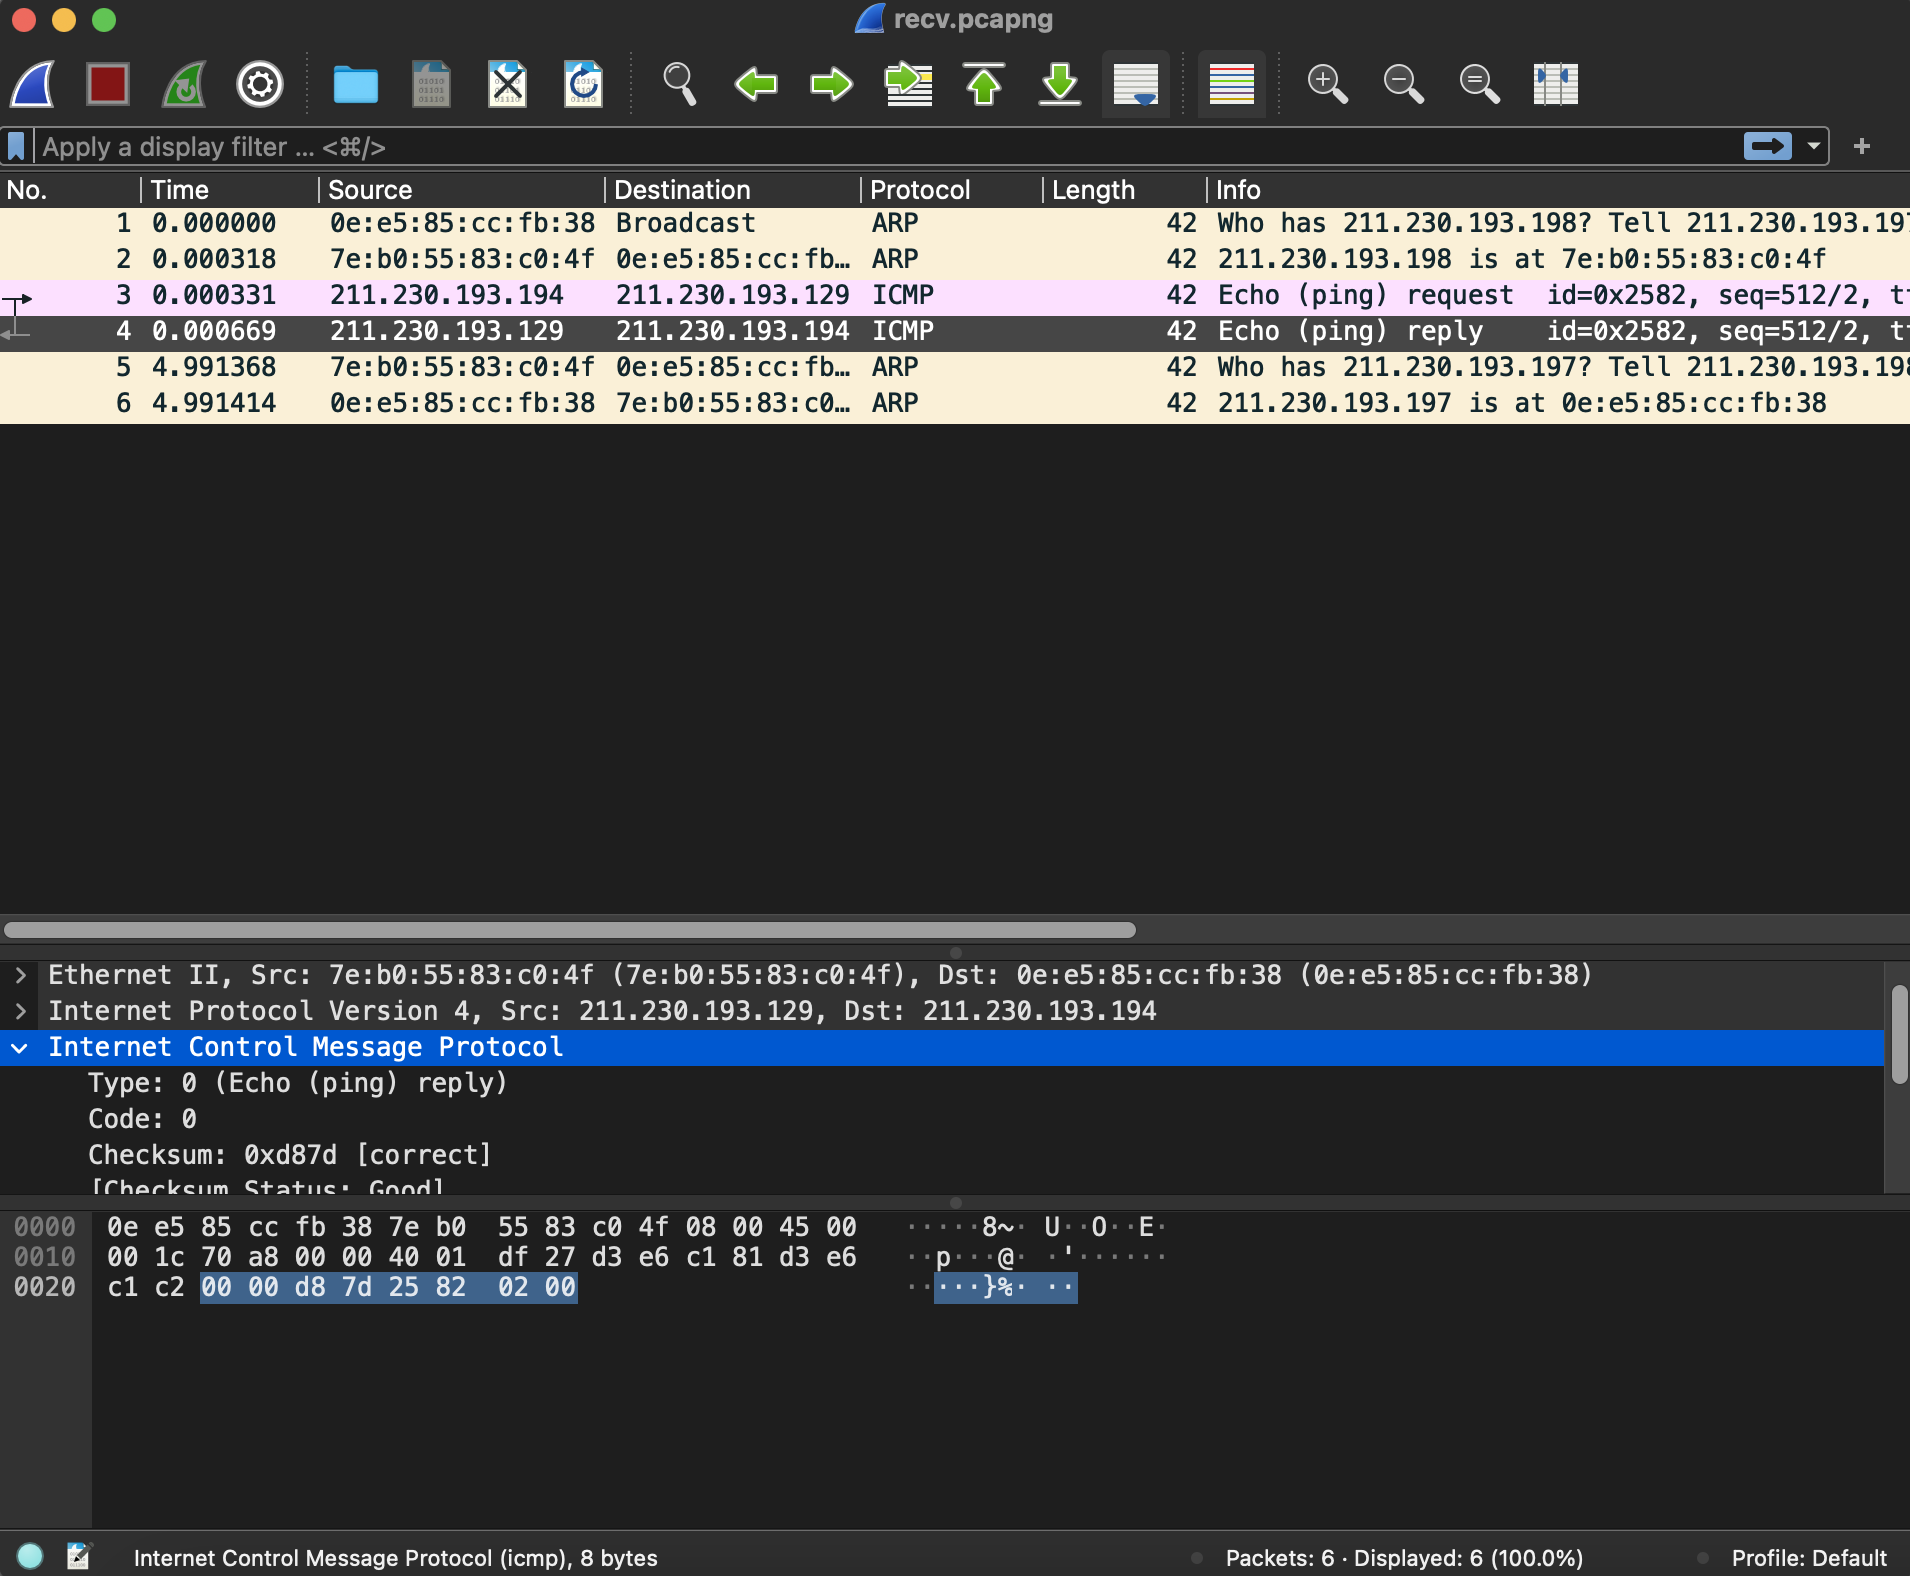 recv.pcapng
Apply a display filter ... <⌘/>
No. Time Source Destination Protocol Length Info
1 0.000000 0e:e5:85:cc:fb:38 Broadcast ARP 42 Who has 211.230.193.198? Tell 211.230.193.197
2 0.000318 7e:b0:55:83:c0:4f 0e:e5:85:cc:fb… ARP 42 211.230.193.198 is at 7e:b0:55:83:c0:4f
3 0.000331 211.230.193.194 211.230.193.129 ICMP 42 Echo (ping) request id=0x2582, seq=512/2,
4 0.000669 211.230.193.129 211.230.193.194 ICMP 42 Echo (ping) reply id=0x2582, seq=512/2,
5 4.991368 7e:b0:55:83:c0:4f 0e:e5:85:cc:fb… ARP 42 Who has 211.230.193.197? Tell 211.230.193.198
6 4.991414 0e:e5:85:cc:fb:38 7e:b0:55:83:c0… ARP 42 211.230.193.197 is at 0e:e5:85:cc:fb:38
Ethernet II, Src: 7e:b0:55:83:c0:4f (7e:b0:55:83:c0:4f), Dst: 0e:e5:85:cc:fb:38 (0e:e5:85:cc:fb:38)
Internet Protocol Version 4, Src: 211.230.193.129, Dst: 211.230.193.194
Internet Control Message Protocol
Type: 0 (Echo (ping) reply)
Code: 0
Checksum: 0xd87d [correct]
[Checksum Status: Good]
0000 0e e5 85 cc fb 38 7e b0 55 83 c0 4f 08 00 45 00 ·····8~· U··O··E·
0010 00 1c 70 a8 00 00 40 01 df 27 d3 e6 c1 81 d3 e6 ··p···@· ·'······
0020 c1 c2 00 00 d8 7d 25 82 02 00 ·····}%· ··
Internet Control Message Protocol (icmp), 8 bytes
Packets: 6 · Displayed: 6 (100.0%)
Profile: Default